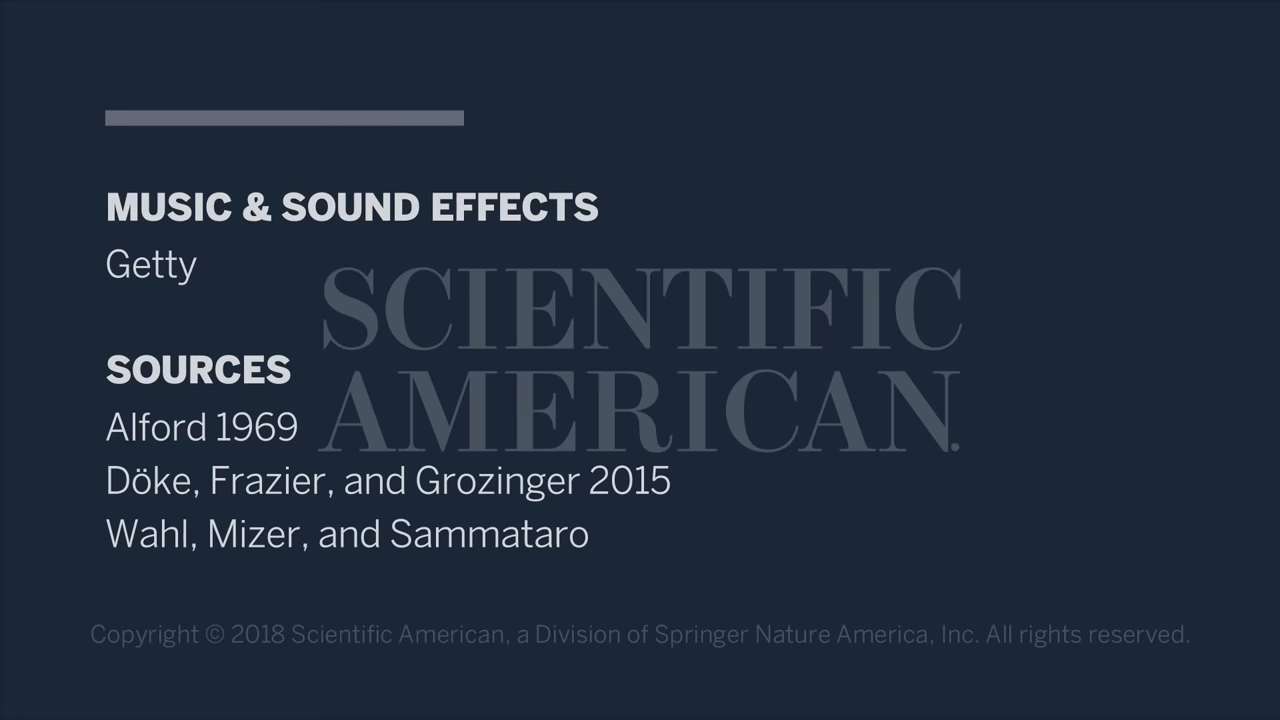 MUSIC & SOUND EFFECTS
Getty
SCIENTIFIC
AMERICAN.
SOURCES
Alford 1969
Döke, Frazier, and Grozinger 2015
Wahl, Mizer, and Sammataro
Copyright © 2018 Scientific American, a Division of Springer Nature America, Inc. All rights reserved.